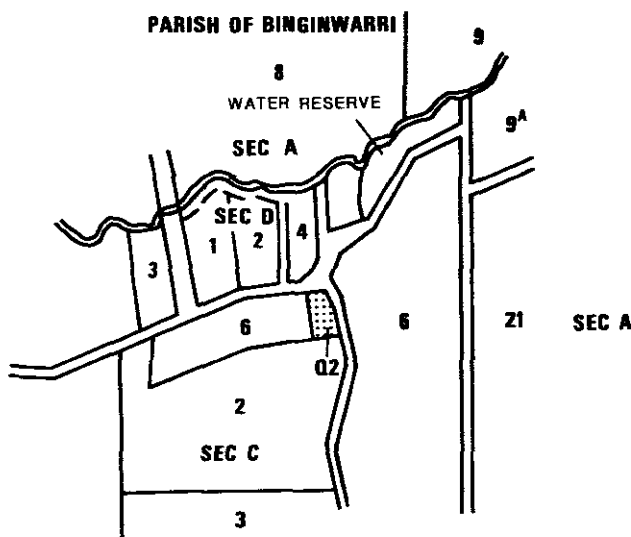 PARISH OF BINGINWARRI
9
8
WATER RESERVE
9A
SEC A
SEC D
1
2
4
3
6
6
21
SEC A
Q2
2
SEC C
3